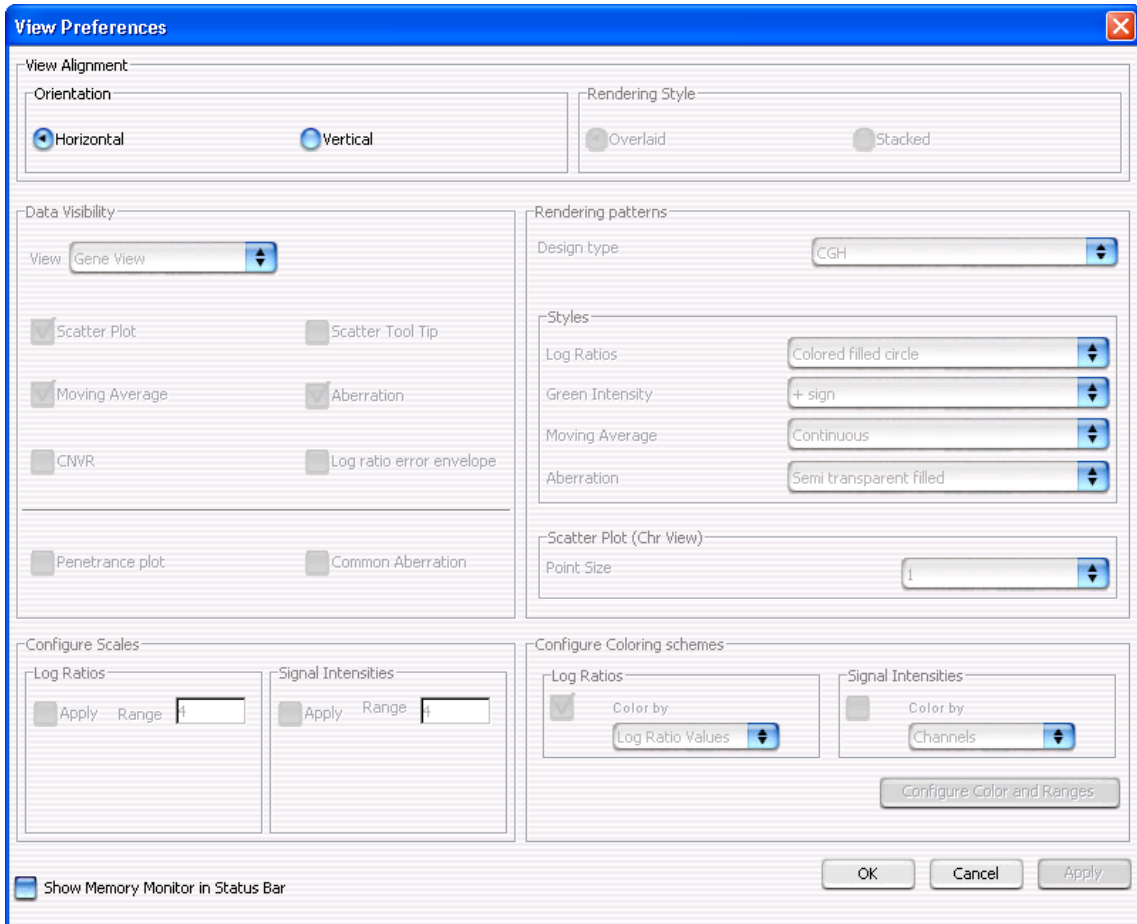 View Preferences
View Alignment
Orientation
Horizontal
Vertical
Rendering Style
Overlaid
Stacked
Data Visibility
View Gene View
Scatter Plot
Scatter Tool Tip
Moving Average
Aberration
CNVR
Log ratio error envelope
Penetrance plot
Common Aberration
Rendering patterns
Design type CGH
Styles
Log Ratios Colored filled circle
Green Intensity + sign
Moving Average Continuous
Aberration Semi transparent filled
Scatter Plot (Chr View)
Point Size 1
Configure Scales
Log Ratios
Apply Range 4
Signal Intensities
Apply Range 4
Configure Coloring schemes
Log Ratios
Color by
Log Ratio Values
Signal Intensities
Color by
Channels
Configure Color and Ranges
Show Memory Monitor in Status Bar
OK
Cancel
Apply